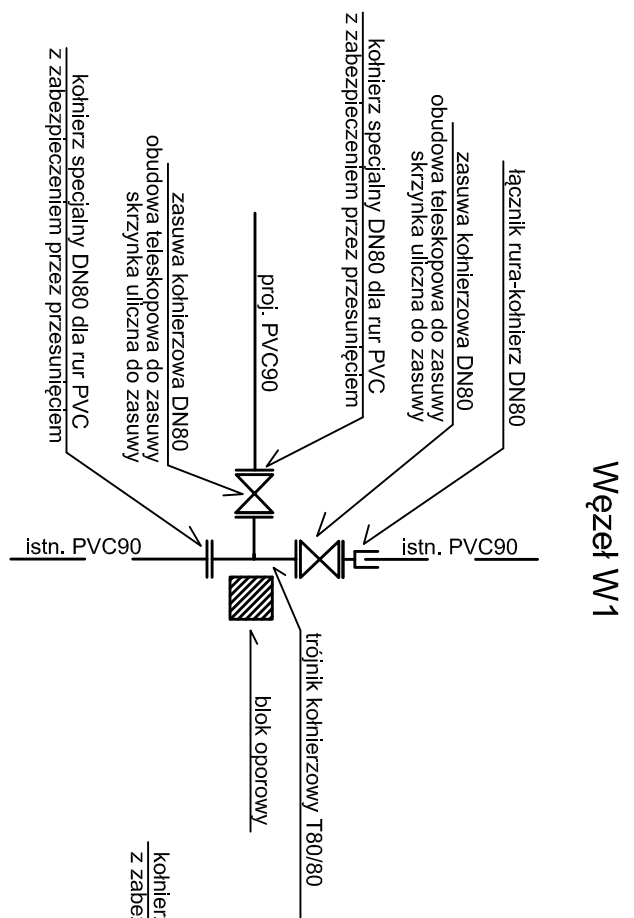 Węzeł W1
łącznik rura-kołnierz DN80
zasuwa kołnierzowa DN80
obudowa teleskopowa do zasuwy
skrzynka uliczna do zasuwy
kołnierz specjalny DN80 dla rur PVC
z zabezpieczeniem przez przesunięciem
proj. PVC90
zasuwa kołnierzowa DN80
obudowa teleskopowa do zasuwy
skrzynka uliczna do zasuwy
kołnierz specjalny DN80 dla rur PVC
z zabezpieczeniem przez przesunięciem
istn. PVC90
istn. PVC90
trójnik kołnierzowy T80/80
blok oporowy